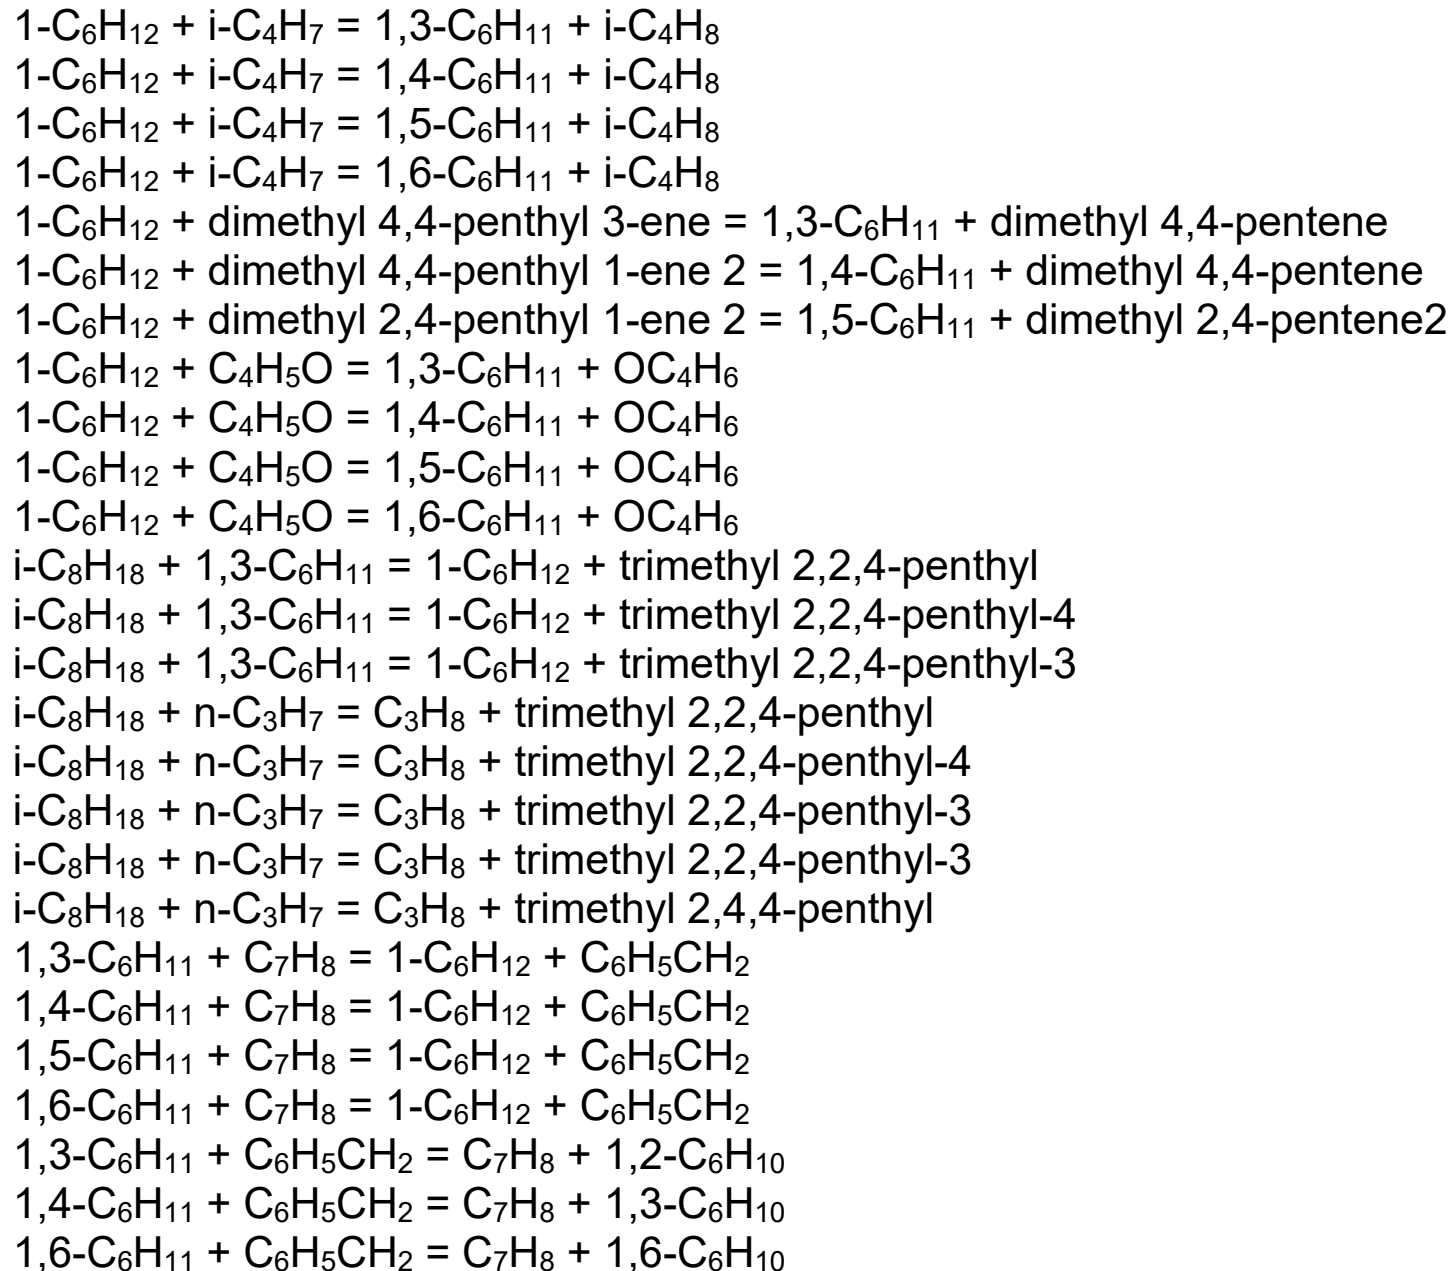 1-C₆H₁₂ + i-C₄H₇ = 1,3-C₆H₁₁ + i-C₄H₈
1-C₆H₁₂ + i-C₄H₇ = 1,4-C₆H₁₁ + i-C₄H₈
1-C₆H₁₂ + i-C₄H₇ = 1,5-C₆H₁₁ + i-C₄H₈
1-C₆H₁₂ + i-C₄H₇ = 1,6-C₆H₁₁ + i-C₄H₈
1-C₆H₁₂ + dimethyl 4,4-penthyl 3-ene = 1,3-C₆H₁₁ + dimethyl 4,4-pentene
1-C₆H₁₂ + dimethyl 4,4-penthyl 1-ene 2 = 1,4-C₆H₁₁ + dimethyl 4,4-pentene
1-C₆H₁₂ + dimethyl 2,4-penthyl 1-ene 2 = 1,5-C₆H₁₁ + dimethyl 2,4-pentene2
1-C₆H₁₂ + C₄H₅O = 1,3-C₆H₁₁ + OC₄H₆
1-C₆H₁₂ + C₄H₅O = 1,4-C₆H₁₁ + OC₄H₆
1-C₆H₁₂ + C₄H₅O = 1,5-C₆H₁₁ + OC₄H₆
1-C₆H₁₂ + C₄H₅O = 1,6-C₆H₁₁ + OC₄H₆
i-C₈H₁₈ + 1,3-C₆H₁₁ = 1-C₆H₁₂ + trimethyl 2,2,4-penthyl
i-C₈H₁₈ + 1,3-C₆H₁₁ = 1-C₆H₁₂ + trimethyl 2,2,4-penthyl-4
i-C₈H₁₈ + 1,3-C₆H₁₁ = 1-C₆H₁₂ + trimethyl 2,2,4-penthyl-3
i-C₈H₁₈ + n-C₃H₇ = C₃H₈ + trimethyl 2,2,4-penthyl
i-C₈H₁₈ + n-C₃H₇ = C₃H₈ + trimethyl 2,2,4-penthyl-4
i-C₈H₁₈ + n-C₃H₇ = C₃H₈ + trimethyl 2,2,4-penthyl-3
i-C₈H₁₈ + n-C₃H₇ = C₃H₈ + trimethyl 2,2,4-penthyl-3
i-C₈H₁₈ + n-C₃H₇ = C₃H₈ + trimethyl 2,4,4-penthyl
1,3-C₆H₁₁ + C₇H₈ = 1-C₆H₁₂ + C₆H₅CH₂
1,4-C₆H₁₁ + C₇H₈ = 1-C₆H₁₂ + C₆H₅CH₂
1,5-C₆H₁₁ + C₇H₈ = 1-C₆H₁₂ + C₆H₅CH₂
1,6-C₆H₁₁ + C₇H₈ = 1-C₆H₁₂ + C₆H₅CH₂
1,3-C₆H₁₁ + C₆H₅CH₂ = C₇H₈ + 1,2-C₆H₁₀
1,4-C₆H₁₁ + C₆H₅CH₂ = C₇H₈ + 1,3-C₆H₁₀
1,6-C₆H₁₁ + C₆H₅CH₂ = C₇H₈ + 1,6-C₆H₁₀